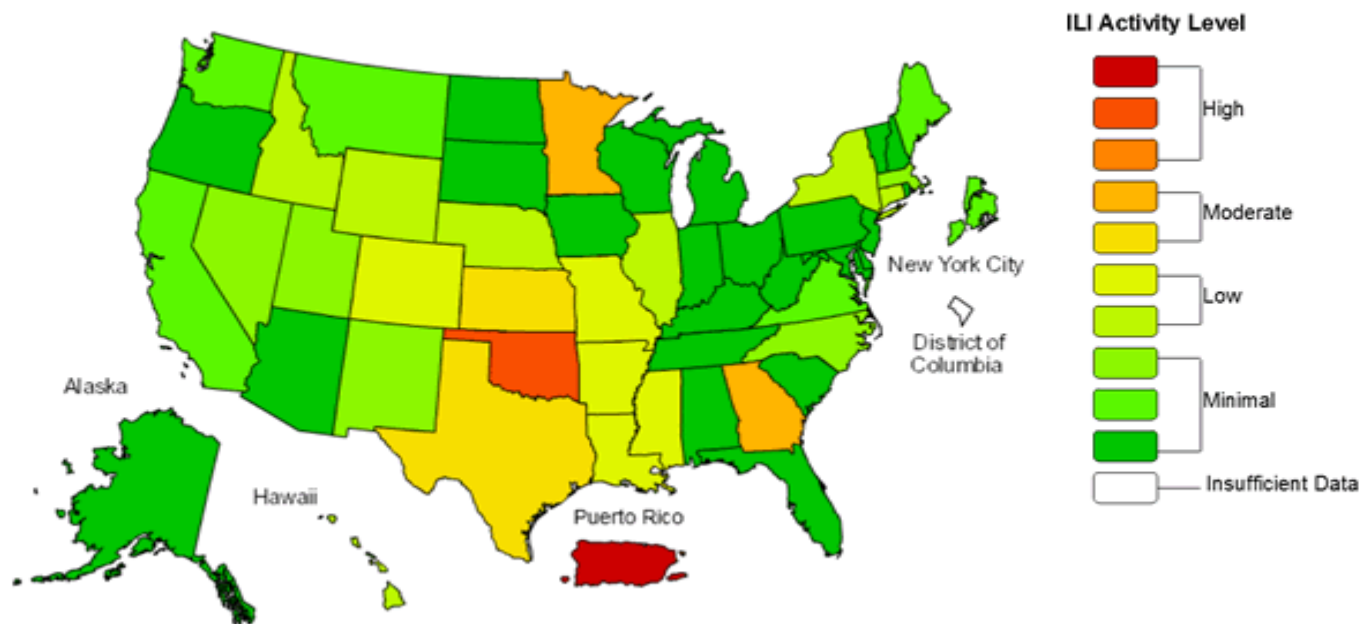 ILI Activity Level
High
Moderate
Low
Minimal
Insufficient Data
New York City
District of
Columbia
Alaska
Hawaii
Puerto Rico